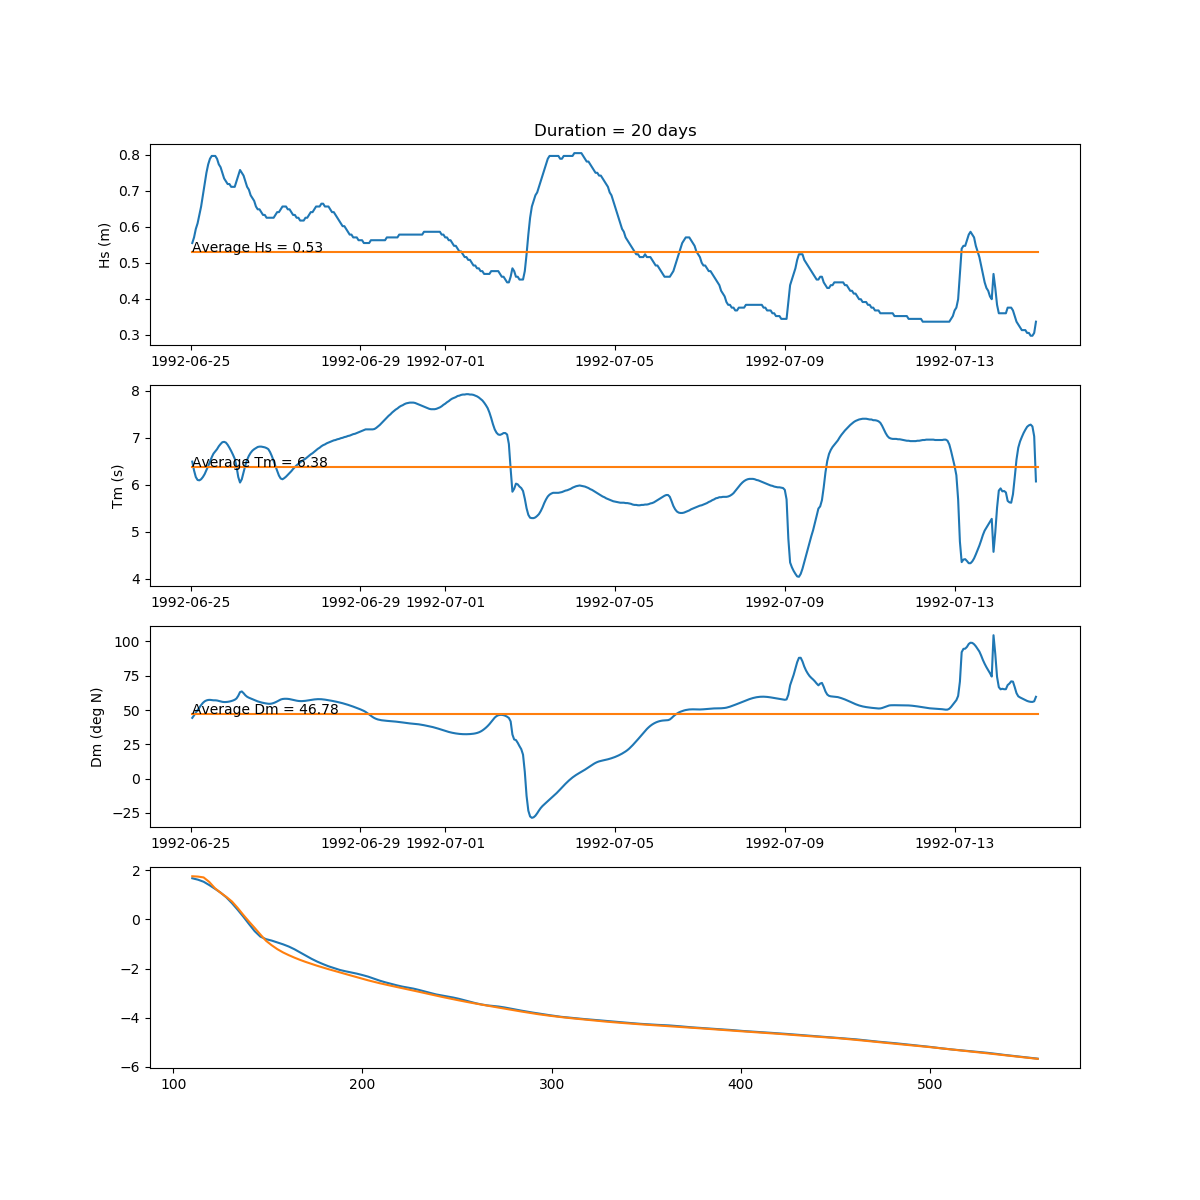 Duration = 20 days
0.8
0.7
0.6
0.5
0.4
0.3
Hs (m)
Average Hs = 0.53
1992-06-25 1992-06-29 1992-07-01 1992-07-05 1992-07-09 1992-07-13
8
7
6
5
4
Tm (s)
Average Tm = 6.38
1992-06-25 1992-06-29 1992-07-01 1992-07-05 1992-07-09 1992-07-13
100
75
50
25
0
−25
Dm (deg N)
Average Dm = 46.78
1992-06-25 1992-06-29 1992-07-01 1992-07-05 1992-07-09 1992-07-13
2
0
−2
−4
−6
100 200 300 400 500